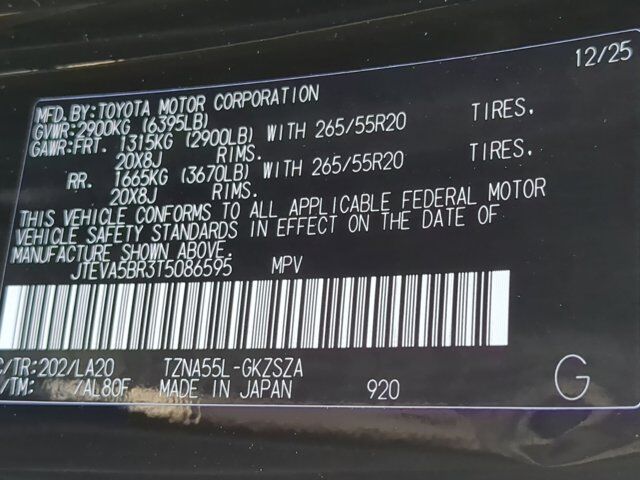 12/25
MFD. BY: TOYOTA MOTOR CORPORATION
GVWR: 2900KG (6395LB)
GAWR: FRT. 1315KG (2900LB) WITH 265/55R20 TIRES.
20X8J RIMS.
RR. 1665KG (3670LB) WITH 265/55R20 TIRES.
20X8J RIMS.
THIS VEHICLE CONFORMS TO ALL APPLICABLE FEDERAL MOTOR
VEHICLE SAFETY STANDARDS IN EFFECT ON THE DATE OF
MANUFACTURE SHOWN ABOVE.
JTEVA5BR3T5086595 MPV
C/TR: 202/LA20 TZNA55L-GKZSZA
/TM: /AL80F MADE IN JAPAN 920 G